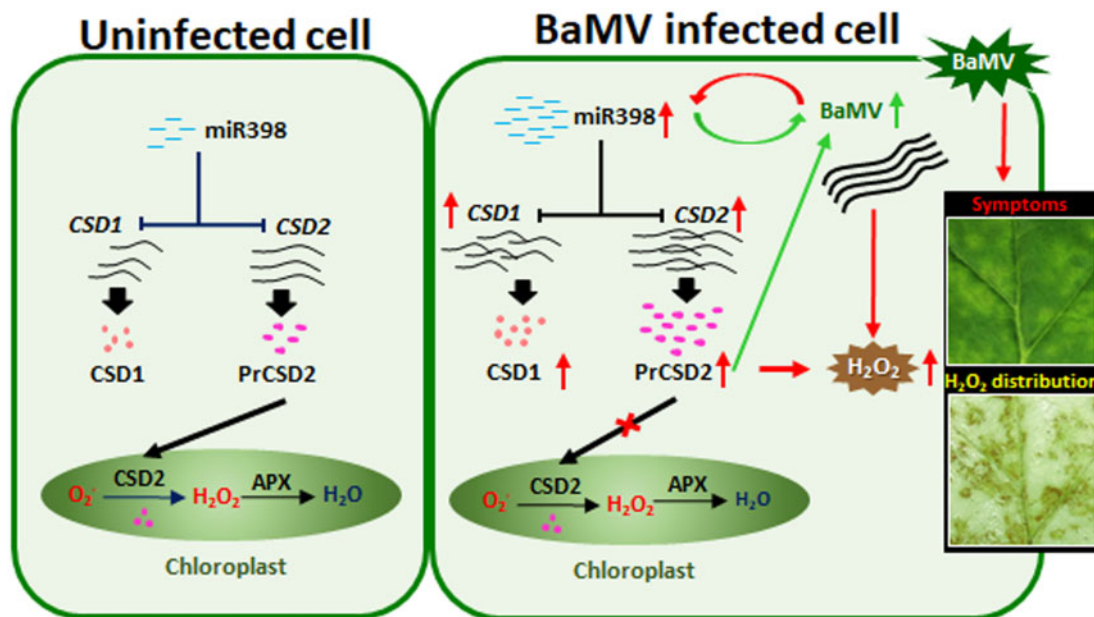 Uninfected cell
miR398
CSD1 CSD2
CSD1 PrCSD2
CSD2 APX
O₂⁻ H₂O₂ H₂O
Chloroplast
BaMV infected cell
BaMV
miR398 BaMV
CSD1 CSD2
CSD1 PrCSD2 H₂O₂
CSD2 APX
O₂⁻ H₂O₂ H₂O
Chloroplast
Symptoms
H₂O₂ distribution